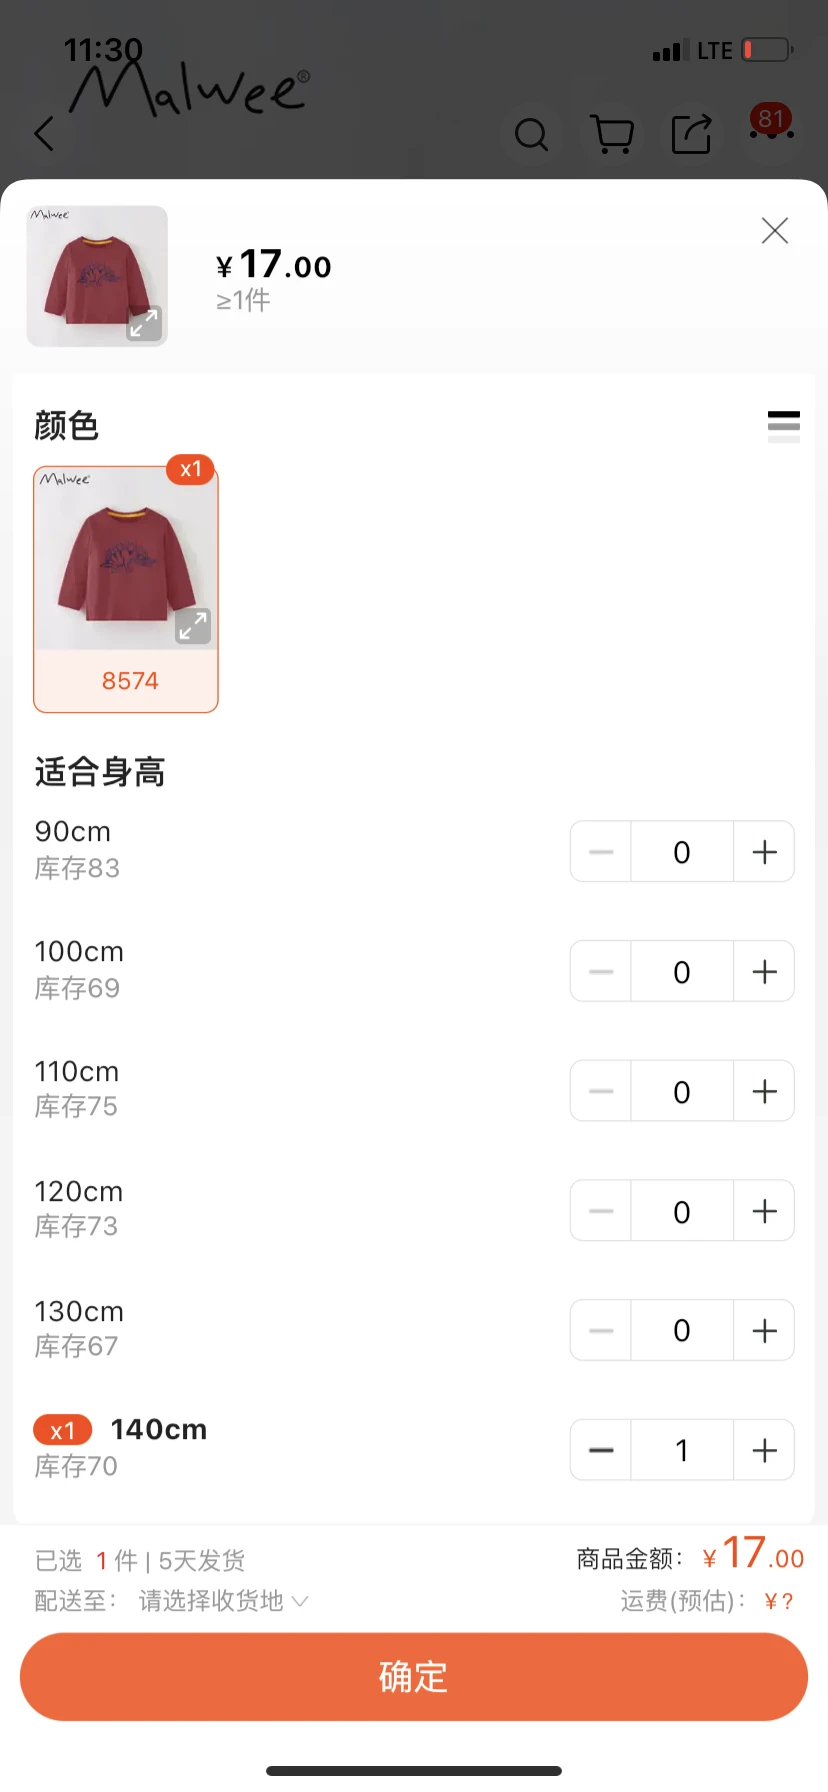 11:30
LTE
Malwee®
81
Malwee
¥17.00
≥1件
颜色
x1
Malwee
8574
适合身高
90cm
库存83
0
100cm
库存69
0
110cm
库存75
0
120cm
库存73
0
130cm
库存67
0
x1 140cm
库存70
1
已选 1 件 | 5天发货
商品金额： ¥17.00
配送至： 请选择收货地
运费(预估)： ¥?
确定